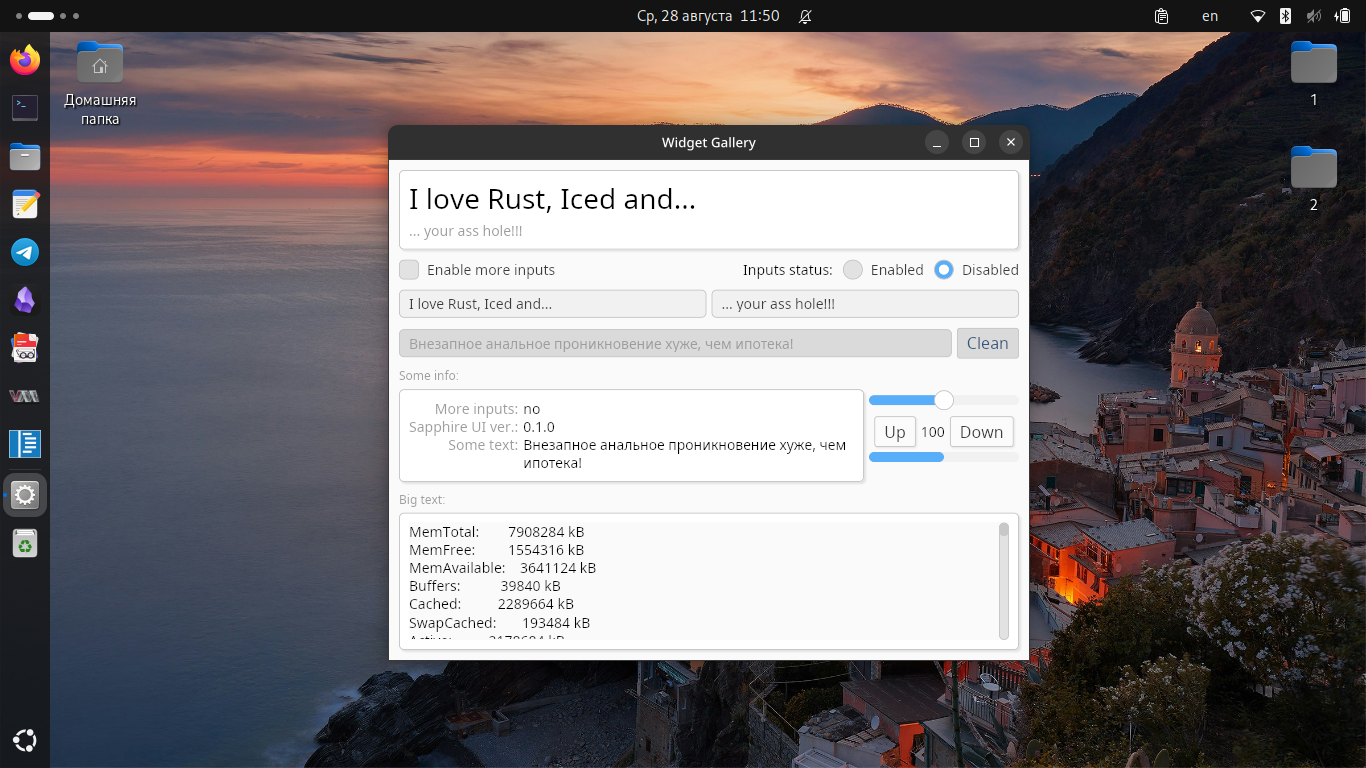 Ср, 28 августа 11:50
en
Домашняя
папка
1
2
Widget Gallery
I love Rust, Iced and...
... your ass hole!!!
Enable more inputs
Inputs status: Enabled Disabled
I love Rust, Iced and...
... your ass hole!!!
Внезапное анальное проникновение хуже, чем ипотека!
Clean
Some info:
More inputs: no
Sapphire UI ver.: 0.1.0
Some text: Внезапное анальное проникновение хуже, чем
ипотека!
Up 100 Down
Big text:
MemTotal: 7908284 kB
MemFree: 1554316 kB
MemAvailable: 3641124 kB
Buffers: 39840 kB
Cached: 2289664 kB
SwapCached: 193484 kB